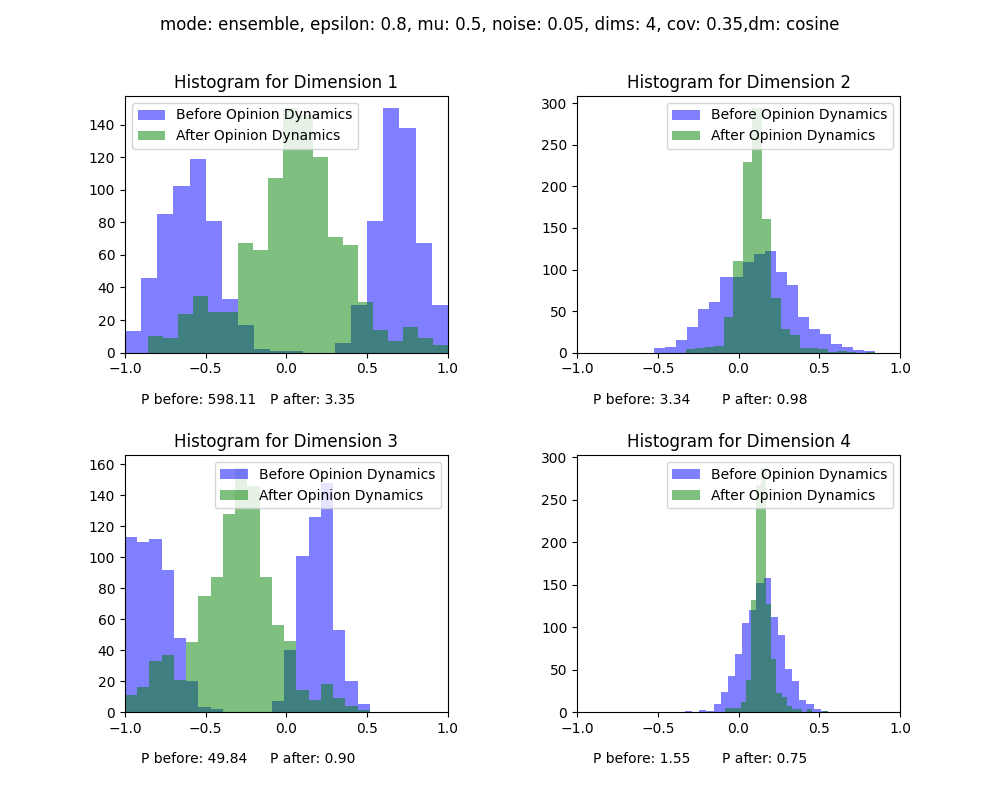 mode: ensemble, epsilon: 0.8, mu: 0.5, noise: 0.05, dims: 4, cov: 0.35,dm: cosine
Histogram for Dimension 1
Before Opinion Dynamics
After Opinion Dynamics
140
120
100
80
60
40
20
0
−1.0 −0.5 0.0 0.5 1.0
P before: 598.11 P after: 3.35
Histogram for Dimension 2
Before Opinion Dynamics
After Opinion Dynamics
300
250
200
150
100
50
0
−1.0 −0.5 0.0 0.5 1.0
P before: 3.34 P after: 0.98
Histogram for Dimension 3
Before Opinion Dynamics
After Opinion Dynamics
160
140
120
100
80
60
40
20
0
−1.0 −0.5 0.0 0.5 1.0
P before: 49.84 P after: 0.90
Histogram for Dimension 4
Before Opinion Dynamics
After Opinion Dynamics
300
250
200
150
100
50
0
−1.0 −0.5 0.0 0.5 1.0
P before: 1.55 P after: 0.75